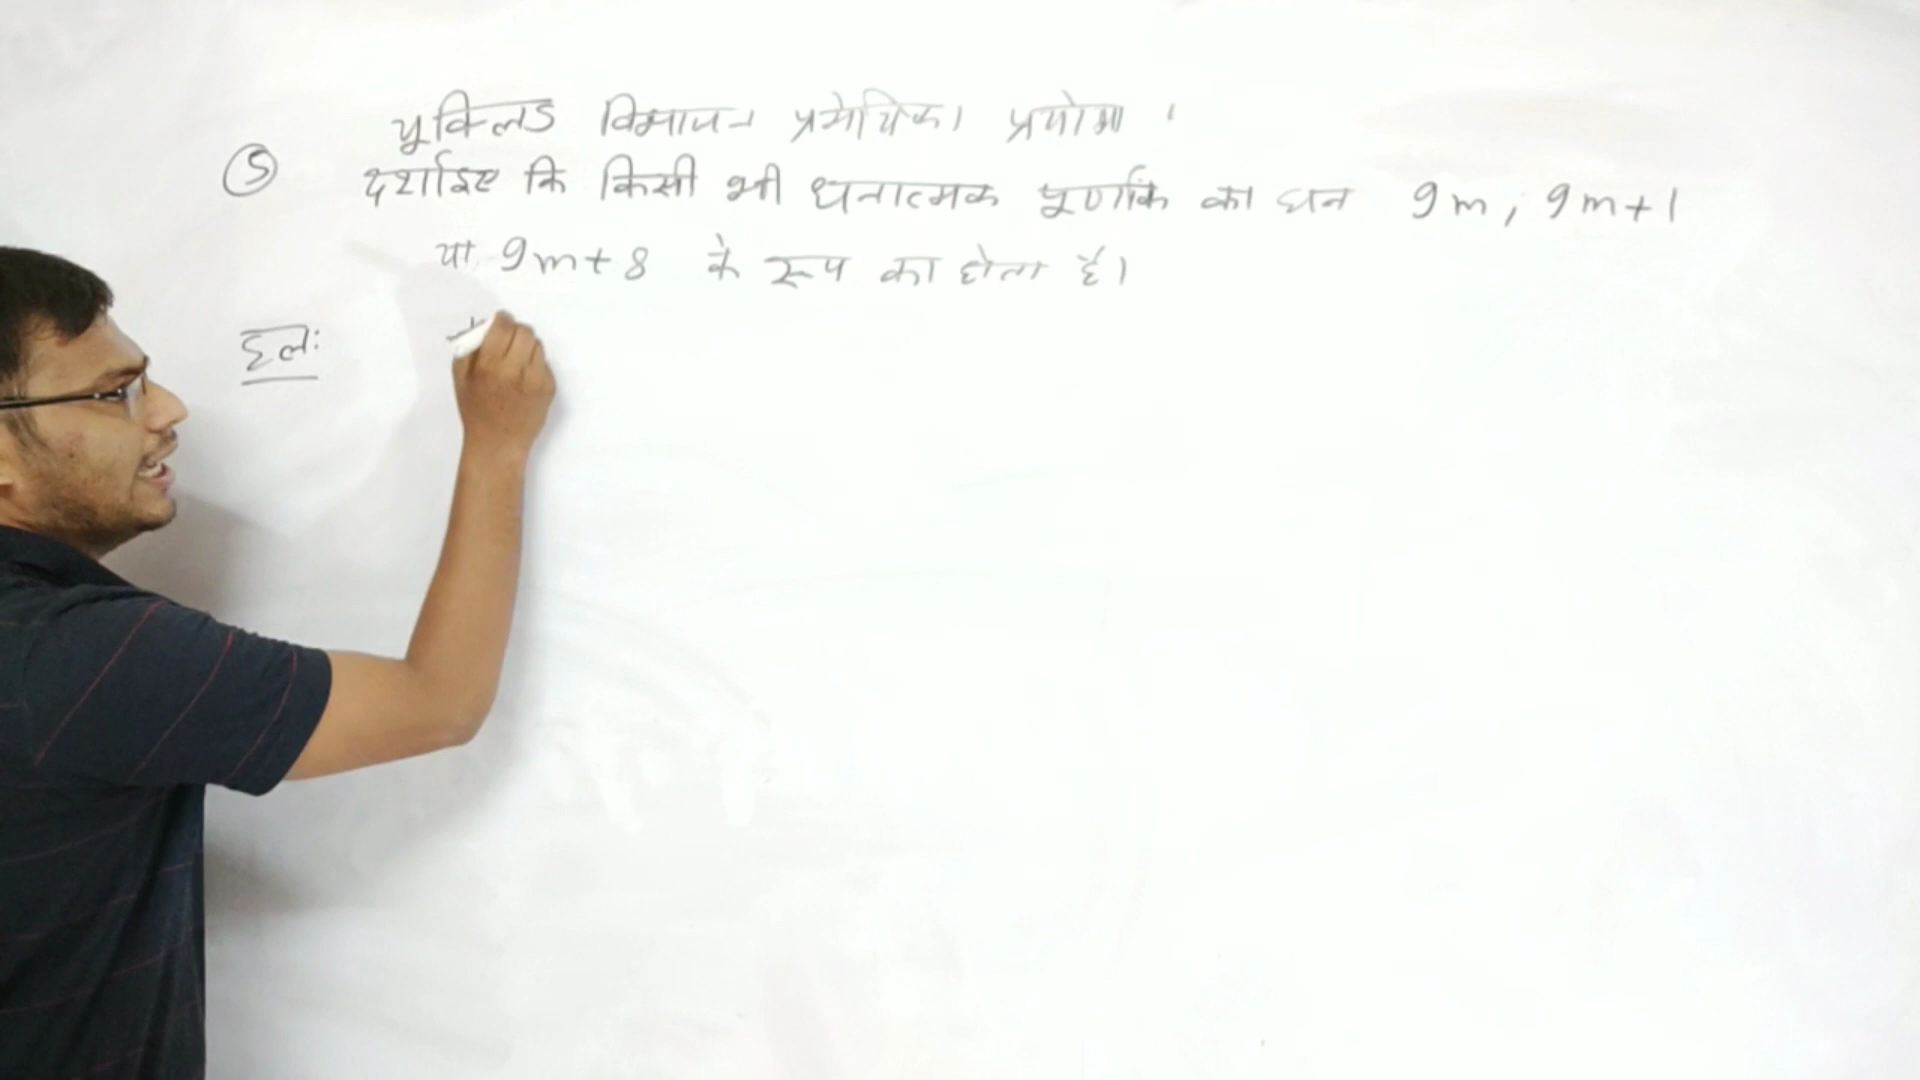 यूक्लिड विभाजन प्रमेयिका प्रयोग ।
⑤ दर्शाइए कि किसी भी धनात्मक पूर्णांक का घन 9m, 9m+1
या 9m+8 के रूप का होता है।
हल: